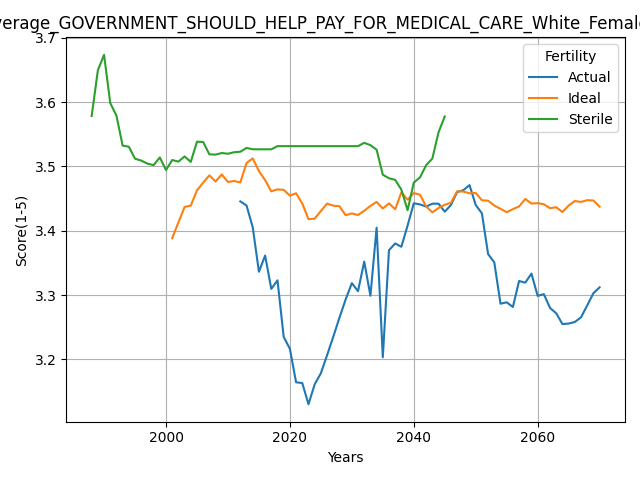 verage_GOVERNMENT_SHOULD_HELP_PAY_FOR_MEDICAL_CARE_White_Female
3.7
3.6
3.5
3.4
3.3
3.2
Score(1-5)
2000 2020 2040 2060
Years
Fertility
Actual
Ideal
Sterile